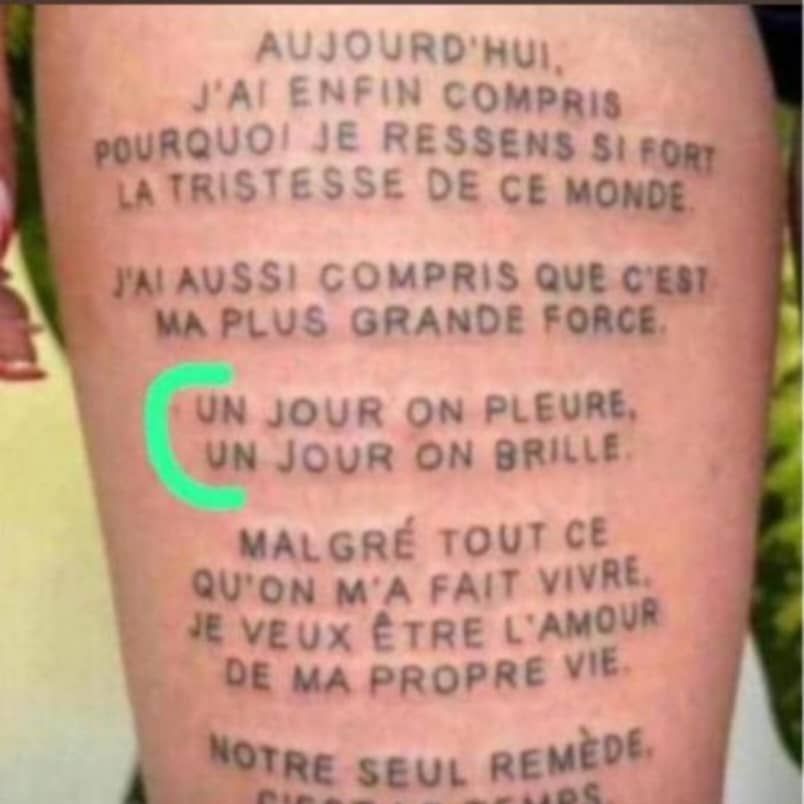 AUJOURD'HUI,
J'AI ENFIN COMPRIS
POURQUOI JE RESSENS SI FORT
LA TRISTESSE DE CE MONDE.
J'AI AUSSI COMPRIS QUE C'EST
MA PLUS GRANDE FORCE.
UN JOUR ON PLEURE,
UN JOUR ON BRILLE.
MALGRÉ TOUT CE
QU'ON M'A FAIT VIVRE,
JE VEUX ÊTRE L'AMOUR
DE MA PROPRE VIE.
NOTRE SEUL REMÈDE,